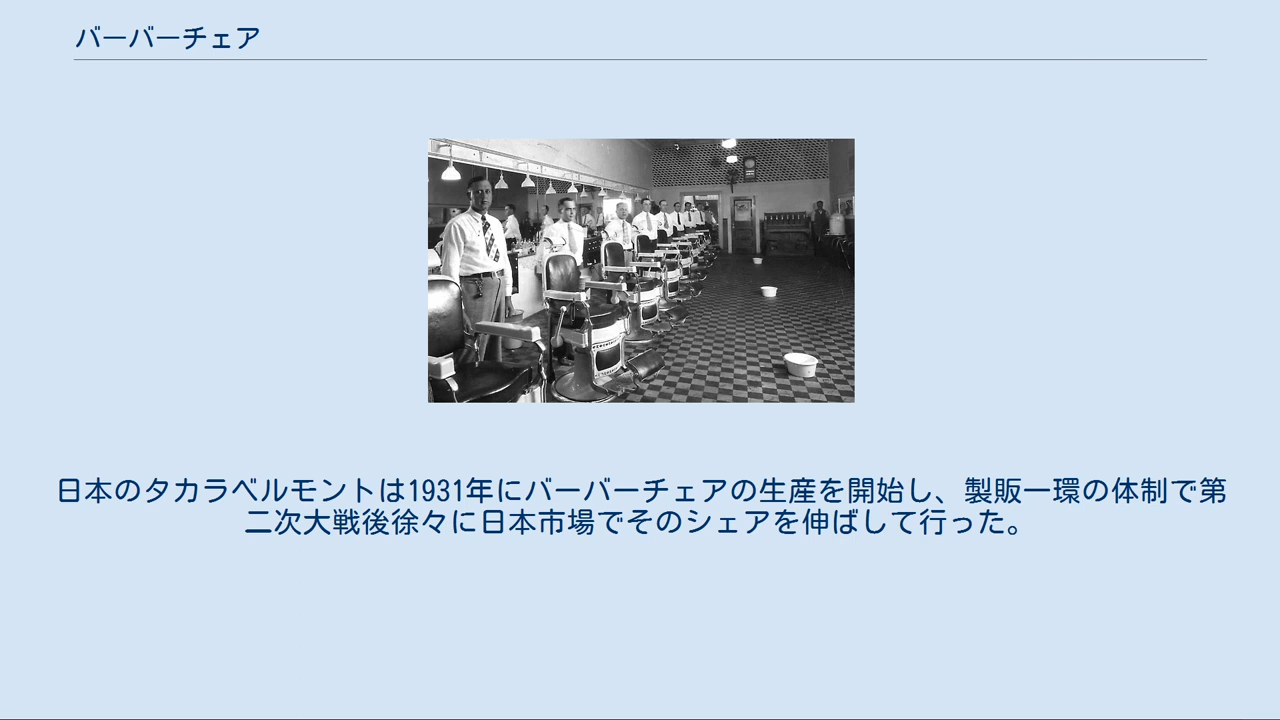 バーバーチェア
日本のタカラベルモントは1931年にバーバーチェアの生産を開始し、製販一環の体制で第
二次大戦後徐々に日本市場でそのシェアを伸ばして行った。